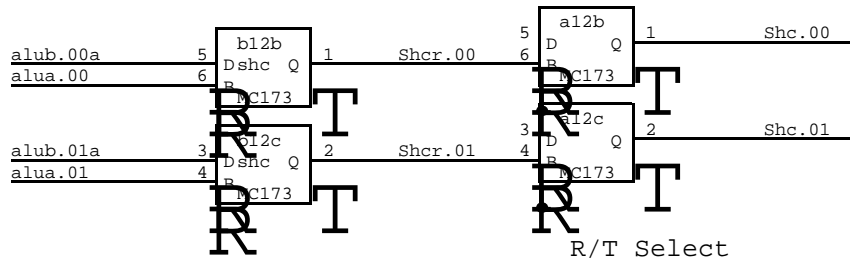 a12b
b12b 5 1 Shc.00
alub.00a 5 D shc Q 1 Shcr.00 D Q
alua.00 6 B 6 B
MC173 MC173
R T R T
b12c a12c
alub.01a 3 D shc Q 2 Shcr.01 3 D Q 2 Shc.01
alua.01 4 B 4 B
MC173 MC173
R T R T
R/T Select